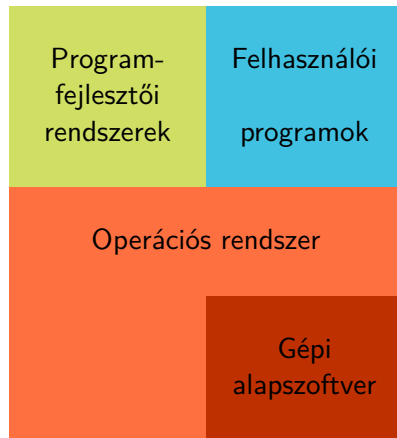 Program-
fejlesztői
rendszerek
Felhasználói
programok
Operációs rendszer
Gépi
alapszoftver